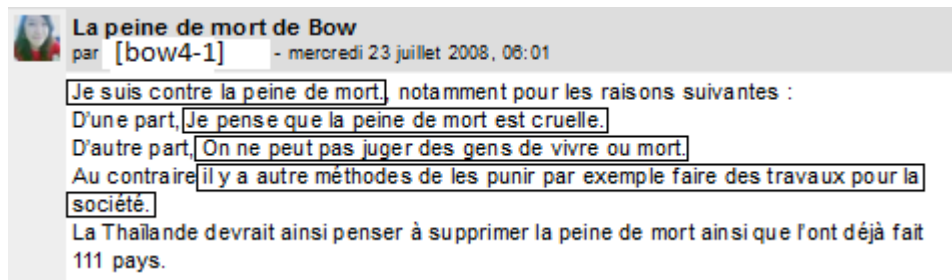 La peine de mort de Bow
par [bow4-1] - mercredi 23 juillet 2008, 06:01
Je suis contre la peine de mort., notamment pour les raisons suivantes :
D'une part, Je pense que la peine de mort est cruelle.
D'autre part, On ne peut pas juger des gens de vivre ou mort.
Au contraire il y a autre méthodes de les punir par exemple faire des travaux pour la
société.
La Thaïlande devrait ainsi penser à supprimer la peine de mort ainsi que l'ont déjà fait
111 pays.